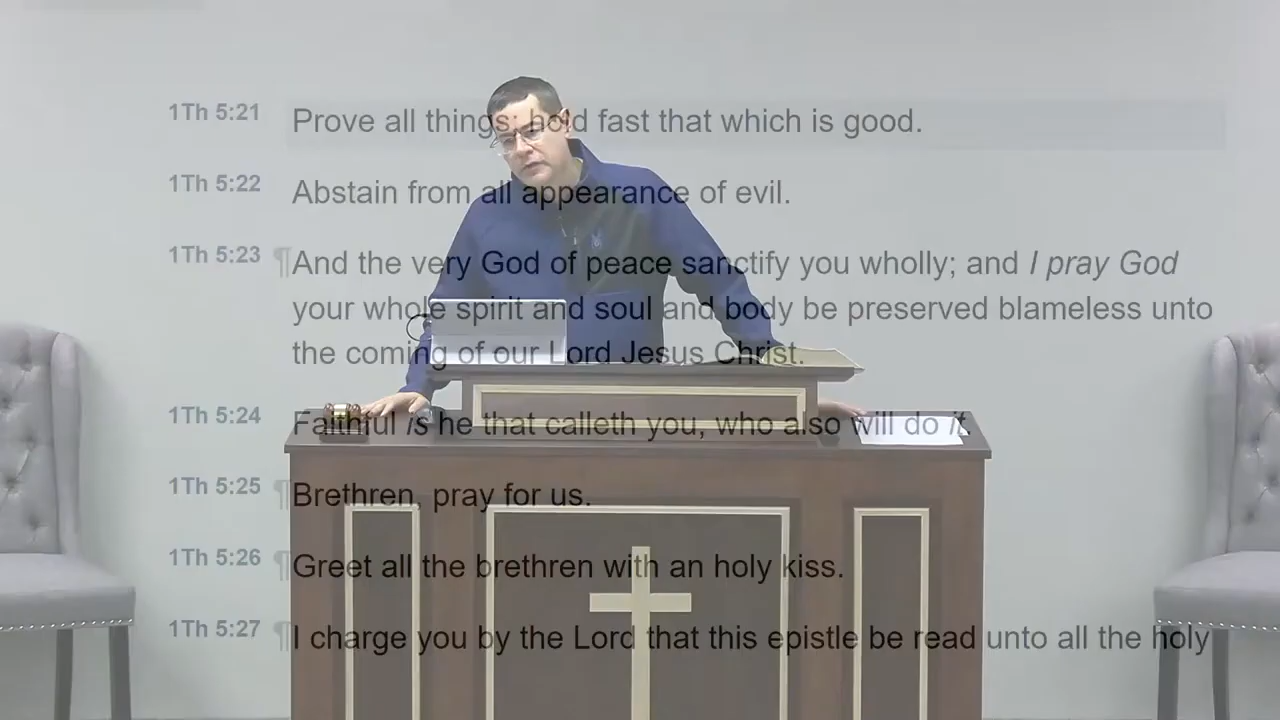 1Th 5:21 Prove all things; hold fast that which is good.
1Th 5:22 Abstain from all appearance of evil.
1Th 5:23 ¶And the very God of peace sanctify you wholly; and I pray God
your whole spirit and soul and body be preserved blameless unto
the coming of our Lord Jesus Christ.
1Th 5:24 Faithful is he that calleth you, who also will do it.
1Th 5:25 ¶Brethren, pray for us.
1Th 5:26 ¶Greet all the brethren with an holy kiss.
1Th 5:27 ¶I charge you by the Lord that this epistle be read unto all the holy